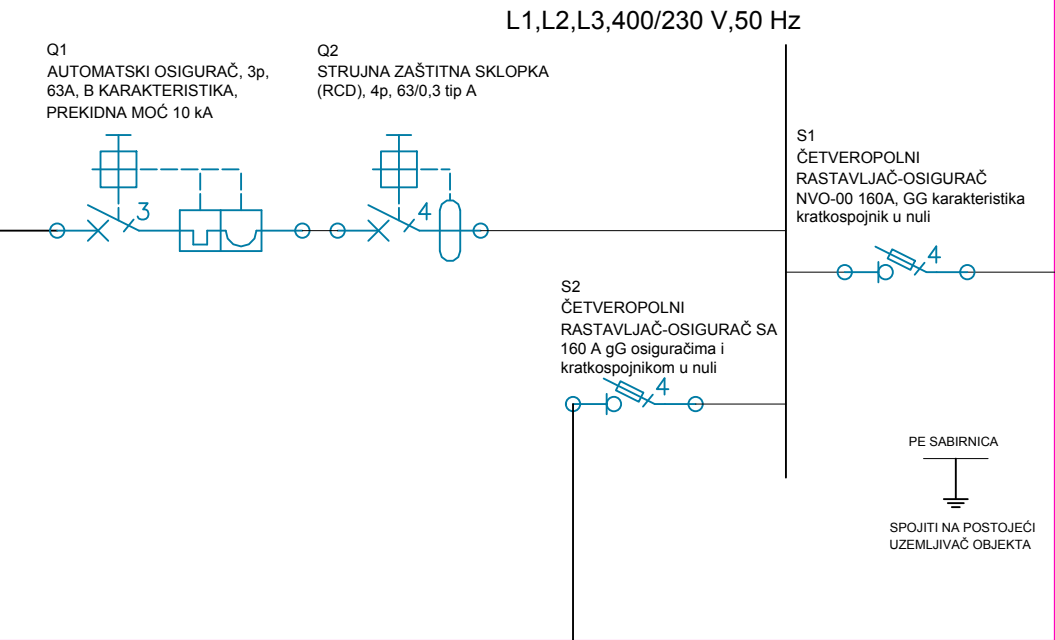 L1,L2,L3,400/230 V,50 Hz
Q1
AUTOMATSKI OSIGURAČ, 3p,
63A, B KARAKTERISTIKA,
PREKIDNA MOĆ 10 kA
3
Q2
STRUJNA ZAŠTITNA SKLOPKA
(RCD), 4p, 63/0,3 tip A
4
S1
ČETVEROPOLNI
RASTAVLJAČ-OSIGURAČ
NVO-00 160A, GG karakteristika
kratkospojnik u nuli
4
S2
ČETVEROPOLNI
RASTAVLJAČ-OSIGURAČ SA
160 A gG osiguračima i
kratkospojnikom u nuli
4
PE SABIRNICA
SPOJITI NA POSTOJEĆI
UZEMLJIVAČ OBJEKTA